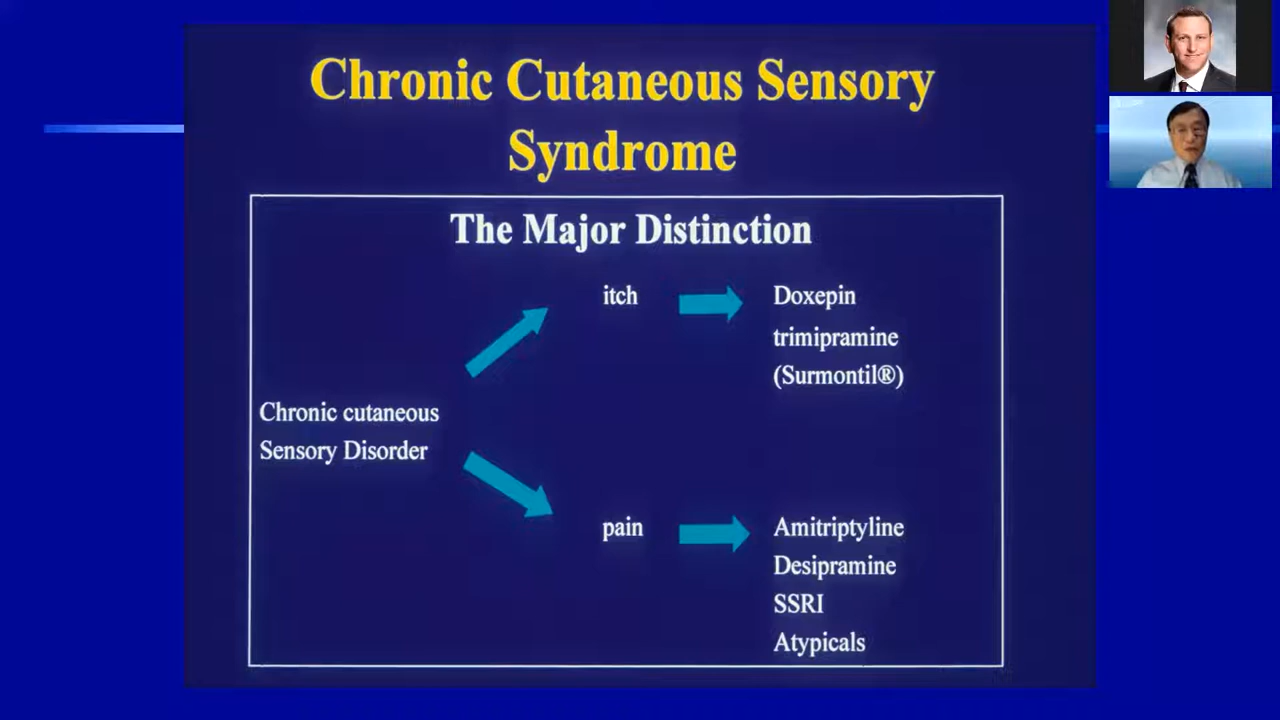 Chronic Cutaneous Sensory
Syndrome
The Major Distinction
itch
Doxepin
trimipramine
(Surmontil®)
Chronic cutaneous
Sensory Disorder
pain
Amitriptyline
Desipramine
SSRI
Atypicals